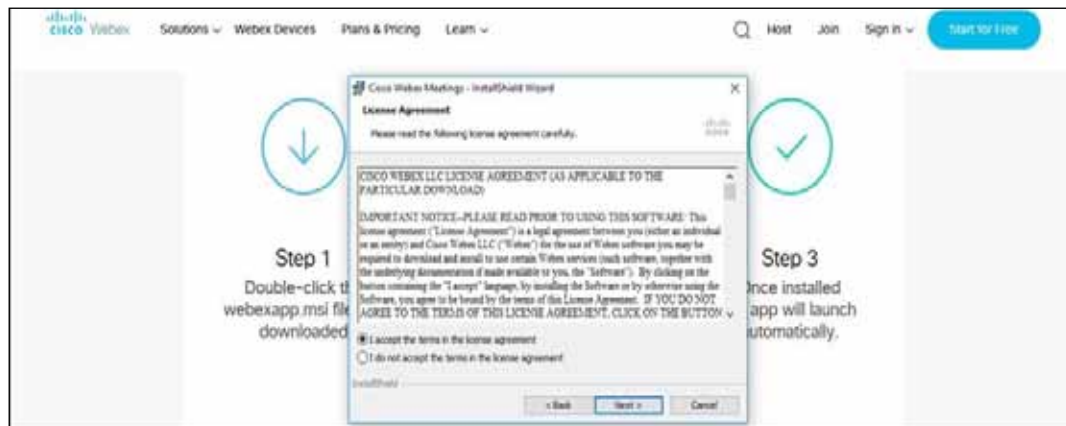 CISCO Webex
Solutions Webex Devices Plans & Pricing Learn Host Join Sign in Start for Free
Cisco Webex Meetings - InstallShield Wizard
License Agreement
Please read the following license agreement carefully.
CISCO
CISCO WEBEX LLC LICENSE AGREEMENT (AS APPLICABLE TO THE
PARTICULAR DOWNLOAD)
IMPORTANT NOTICE--PLEASE READ PRIOR TO USING THIS SOFTWARE: This
license agreement ("License Agreement") is a legal agreement between you (either an individual
or an entity) and Cisco Webex LLC ("Webex") for the use of Webex software you may be
required to download and install to use certain Webex services (such software, together with
the underlying documentation if made available to you, the "Software"). By clicking on the
button containing the "I accept" language, by installing the Software or by otherwise using the
Software, you agree to be bound by the terms of this License Agreement. IF YOU DO NOT
AGREE TO THE TERMS OF THIS LICENSE AGREEMENT, CLICK ON THE BUTTON
I accept the terms in the license agreement
I do not accept the terms in the license agreement
InstallShield
< Back Next > Cancel
Step 1
Double-click t
webexapp.msi file
downloaded
Step 3
Once installed
app will launch
automatically.